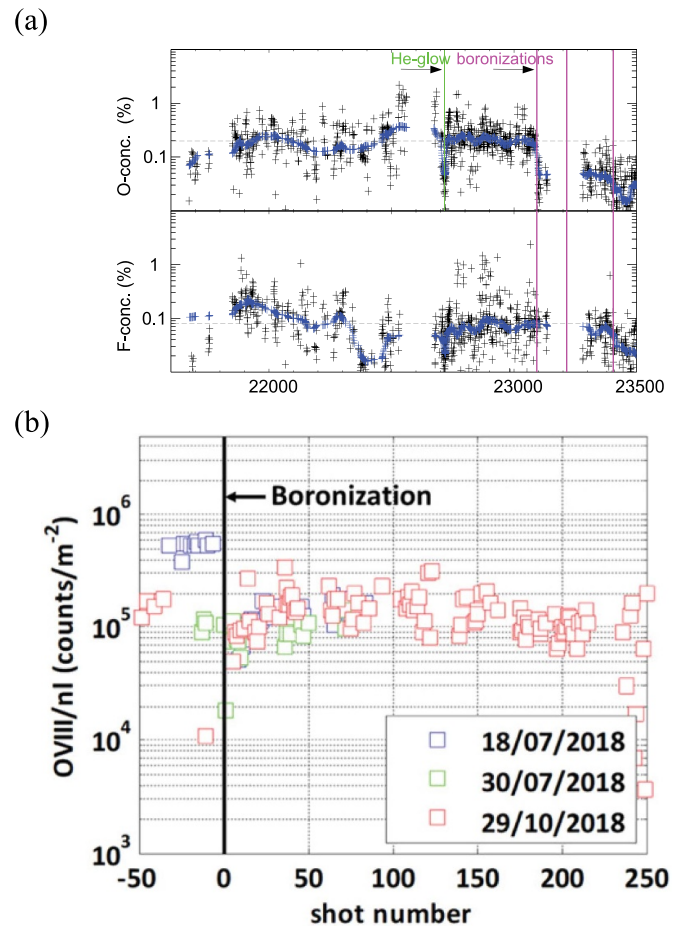 (a)
He-glow boronizations
O-conc. (%)
1
0.1
F-conc. (%)
1
0.1
22000 23000 23500
(b)
OVIII/nl (counts/m⁻²)
10⁶
10⁵
10⁴
10³
Boronization
18/07/2018
30/07/2018
29/10/2018
-50 0 50 100 150 200 250
shot number